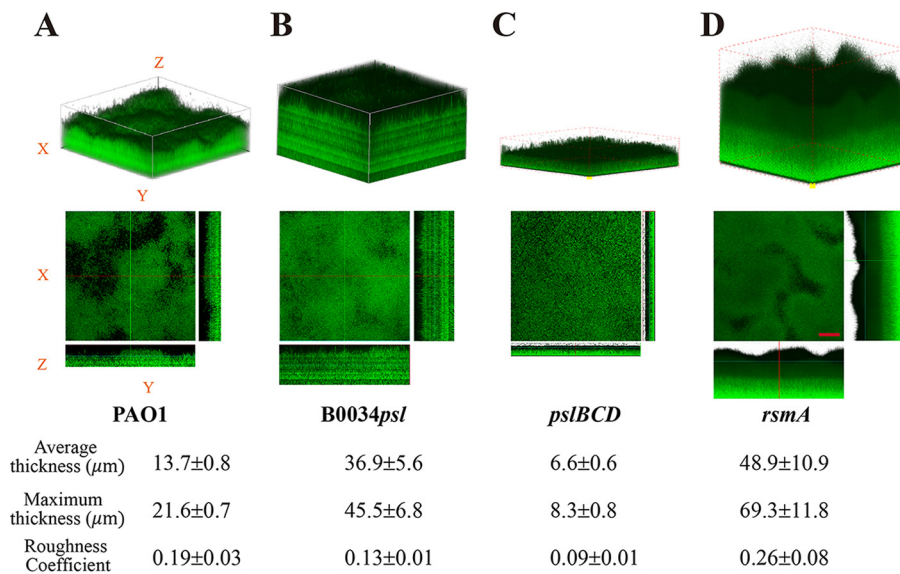 A B C D
Z
X
Y
X
Z
Y
PAO1 B0034psl pslBCD rsmA
Average
thickness (μm) 13.7±0.8 36.9±5.6 6.6±0.6 48.9±10.9
Maximum
thickness (μm) 21.6±0.7 45.5±6.8 8.3±0.8 69.3±11.8
Roughness
Coefficient 0.19±0.03 0.13±0.01 0.09±0.01 0.26±0.08